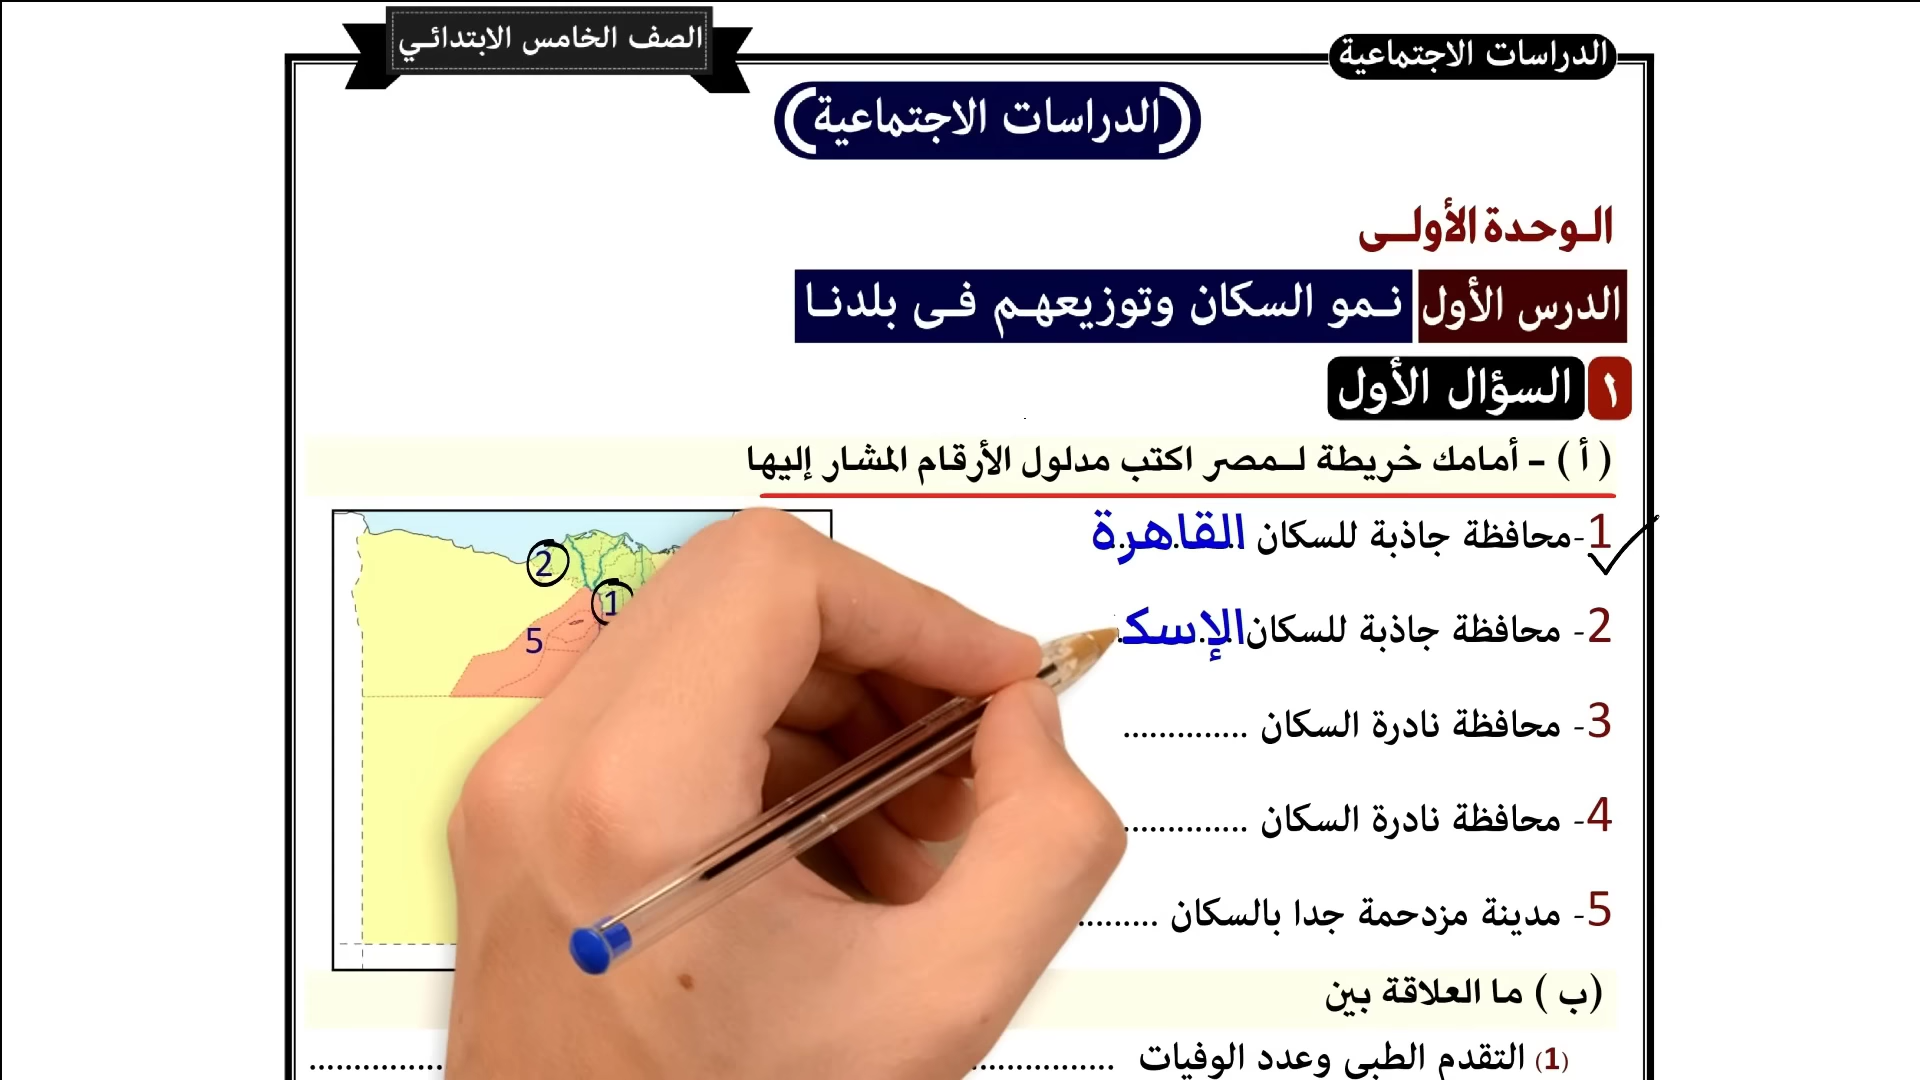 الدراسات الاجتماعية
الصف الخامس الابتدائي
(الدراسات الاجتماعية)
الوحدة الأولى
الدرس الأول نمو السكان وتوزيعهم فى بلدنا
١ السؤال الأول
( أ ) - أمامك خريطة لمصر اكتب مدلول الأرقام المشار إليها
1-محافظة جاذبة للسكان القاهرة
2- محافظة جاذبة للسكان الإسك
3- محافظة نادرة السكان ..............
4- محافظة نادرة السكان ..............
5- مدينة مزدحمة جدا بالسكان .........
2
1
5
(ب ) ما العلاقة بين
(1) التقدم الطبى وعدد الوفيات ..............................